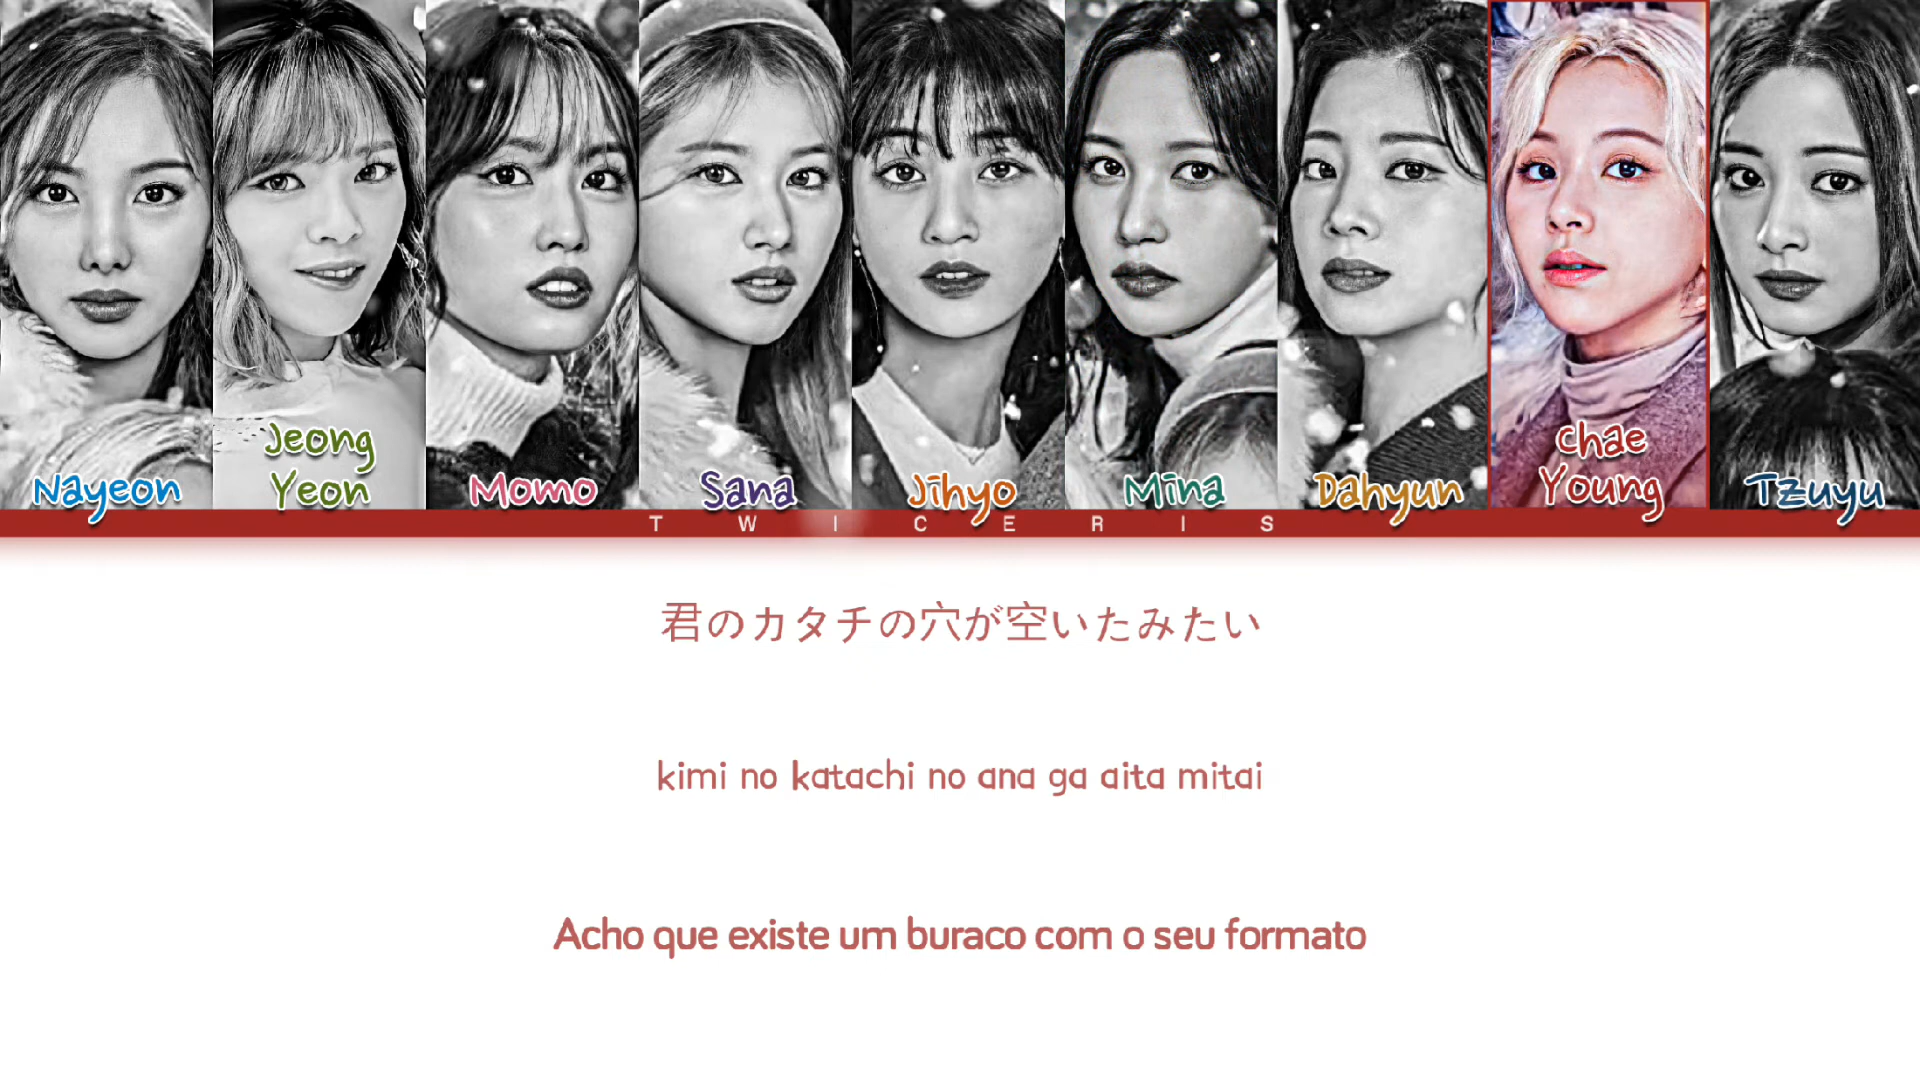 Nayeon
Jeong
Yeon
Momo
Sana
Jihyo
Mina
Dahyun
Chae
Young
Tzuyu
TWICERIS
君のカタチの穴が空いたみたい
kimi no katachi no ana ga aita mitai
Acho que existe um buraco com o seu formato